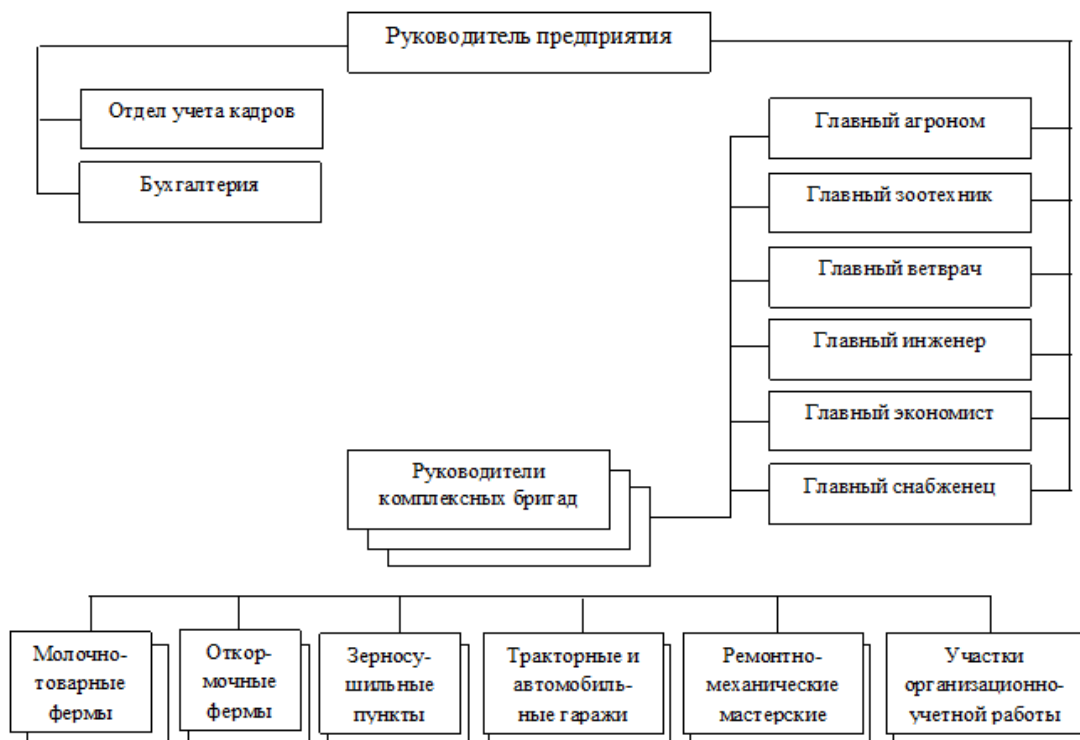 Руководитель предприятия
Отдел учета кадров
Бухгалтерия
Главный агроном
Главный зоотехник
Главный ветврач
Главный инженер
Главный экономист
Главный снабженец
Руководители
комплексных бригад
Молочно-
товарные
фермы
Откор-
мочные
фермы
Зерносу-
шильные
пункты
Тракторные и
автомобиль-
ные гаражи
Ремонтно-
механические
мастерские
Участки
организационно-
учетной работы